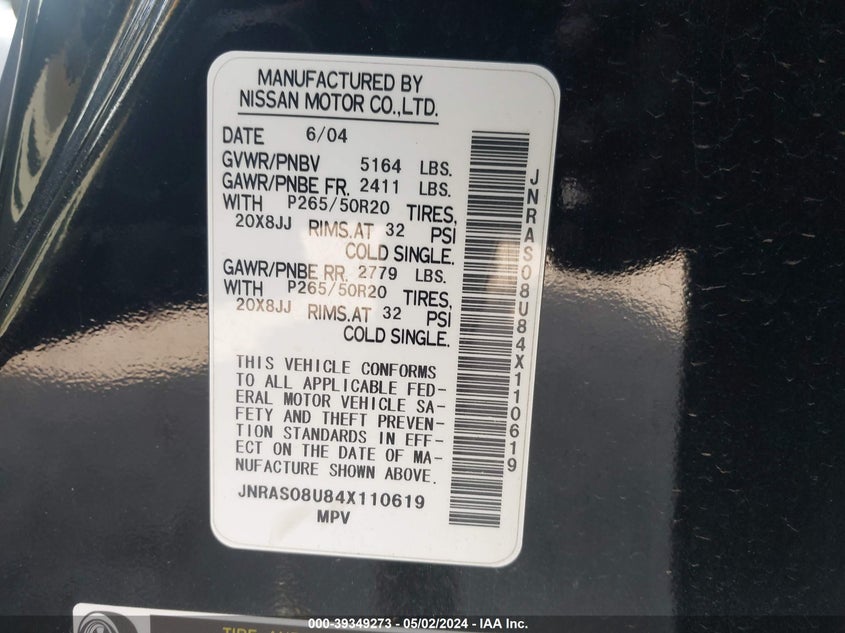 MANUFACTURED BY
NISSAN MOTOR CO.,LTD.
DATE 6/04
GVWR/PNBV 5164 LBS.
GAWR/PNBE FR. 2411 LBS.
WITH P265/50R20 TIRES,
20X8JJ RIMS.AT 32 PSI
COLD SINGLE.
GAWR/PNBE RR. 2779 LBS.
WITH P265/50R20 TIRES,
20X8JJ RIMS.AT 32 PSI
COLD SINGLE.
THIS VEHICLE CONFORMS
TO ALL APPLICABLE FED-
ERAL MOTOR VEHICLE SA-
FETY AND THEFT PREVEN-
TION STANDARDS IN EFF-
ECT ON THE DATE OF MA-
NUFACTURE SHOWN ABOVE.
JNRAS08U84X110619
MPV
JNRAS08U84X110619
TIRE AND
000-39349273 - 05/02/2024 - IAA Inc.